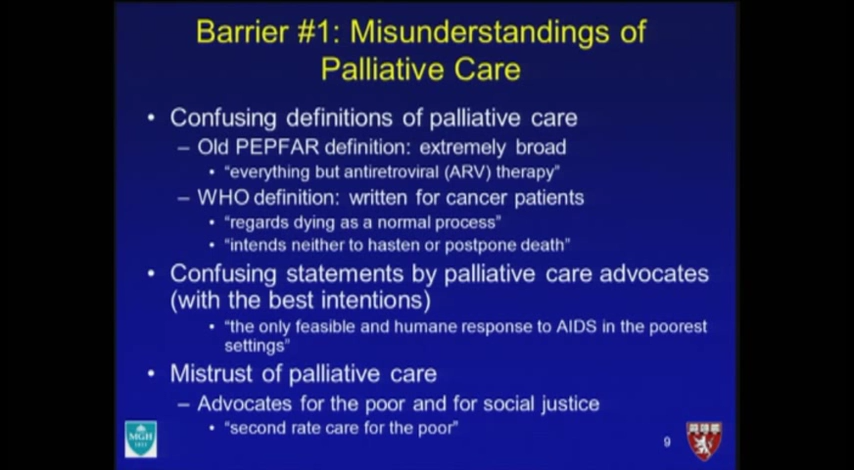 Barrier #1: Misunderstandings of
Palliative Care
• Confusing definitions of palliative care
– Old PEPFAR definition: extremely broad
• “everything but antiretroviral (ARV) therapy”
– WHO definition: written for cancer patients
• “regards dying as a normal process”
• “intends neither to hasten or postpone death”
• Confusing statements by palliative care advocates
(with the best intentions)
• “the only feasible and humane response to AIDS in the poorest
settings”
• Mistrust of palliative care
– Advocates for the poor and for social justice
• “second rate care for the poor”
MGH
1811
9